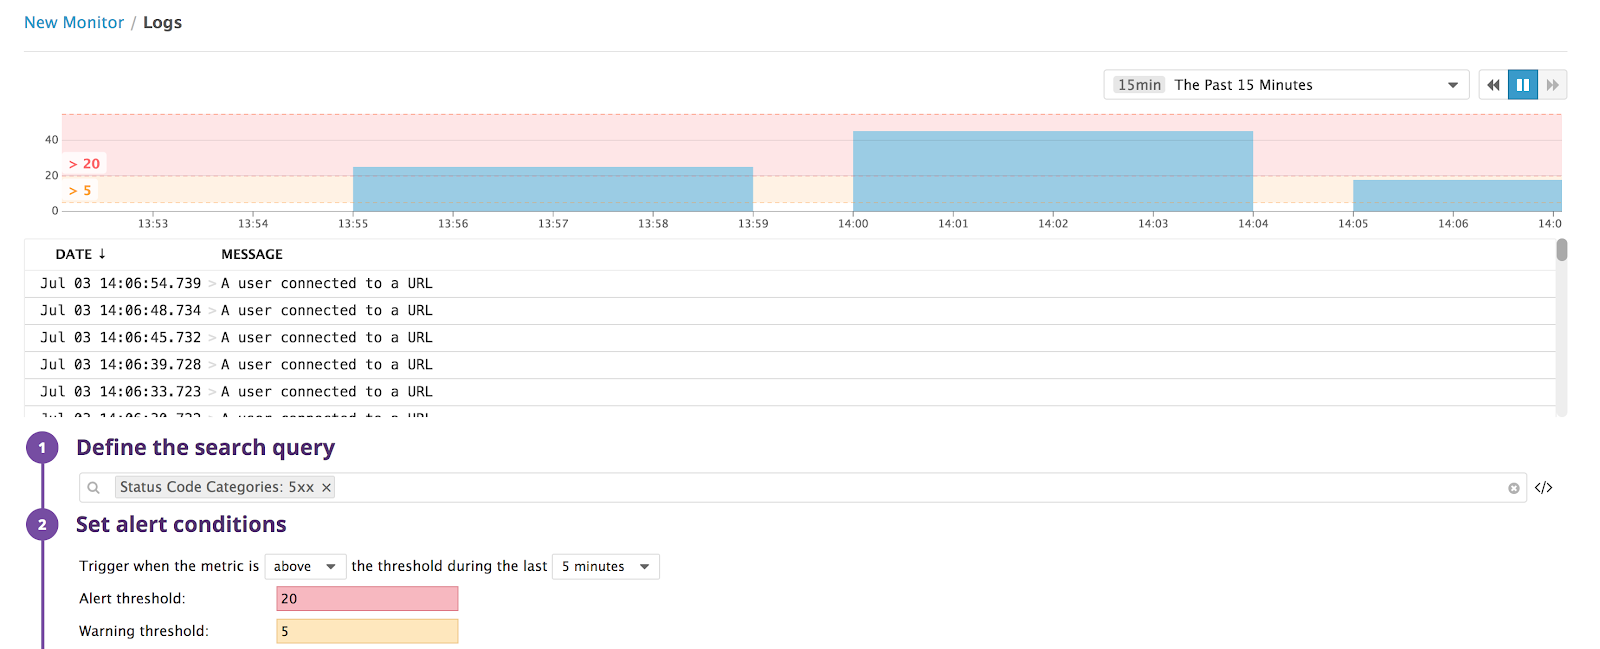 New Monitor / Logs
15min The Past 15 Minutes
40
> 20
20
> 5
0
13:53 13:54 13:55 13:56 13:57 13:58 13:59 14:00 14:01 14:02 14:03 14:04 14:05 14:06 14:0
DATE ↓ MESSAGE
Jul 03 14:06:54.739 > A user connected to a URL
Jul 03 14:06:48.734 > A user connected to a URL
Jul 03 14:06:45.732 > A user connected to a URL
Jul 03 14:06:39.728 > A user connected to a URL
Jul 03 14:06:33.723 > A user connected to a URL
1 Define the search query
Status Code Categories: 5xx ×
</>
2 Set alert conditions
Trigger when the metric is above the threshold during the last 5 minutes
Alert threshold: 20
Warning threshold: 5